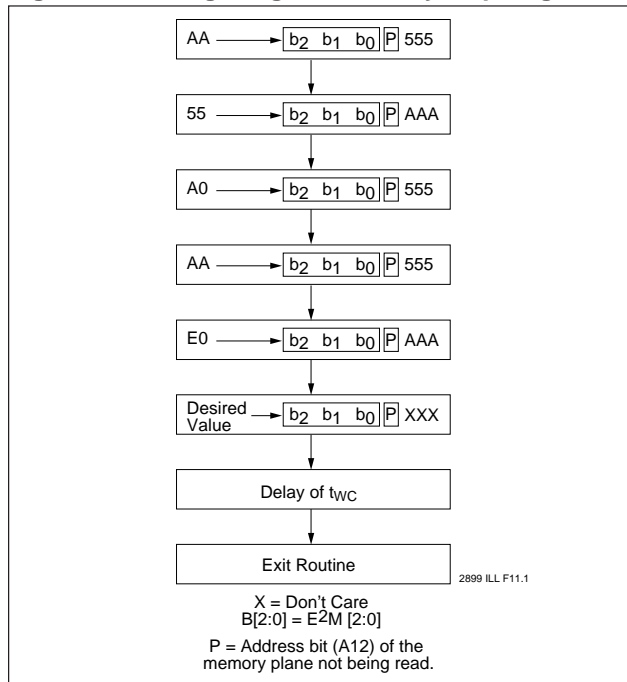 AA b2 b1 b0 P 555
55 b2 b1 b0 P AAA
A0 b2 b1 b0 P 555
AA b2 b1 b0 P 555
E0 b2 b1 b0 P AAA
Desired Value b2 b1 b0 P XXX
Delay of tWC
Exit Routine
2899 ILL F11.1
X = Don't Care
B[2:0] = E2M [2:0]
P = Address bit (A12) of the
memory plane not being read.